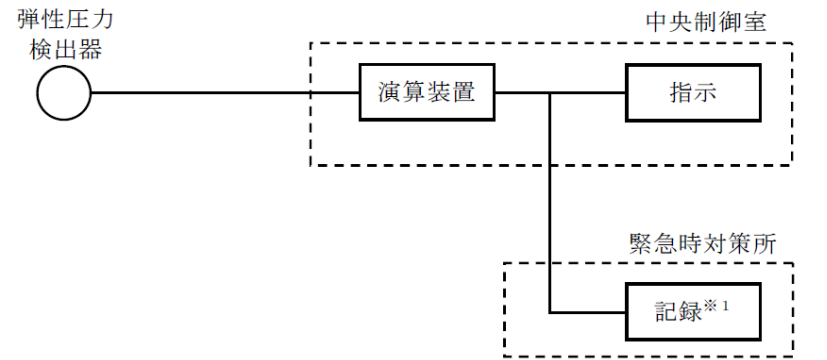 弾性圧力
検出器
中央制御室
演算装置
指示
緊急時対策所
記録※1